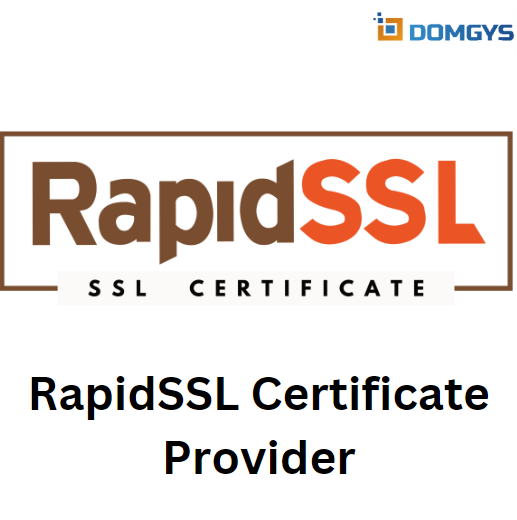 DOMGYS
RapidSSL
SSL CERTIFICATE
RapidSSL Certificate
Provider